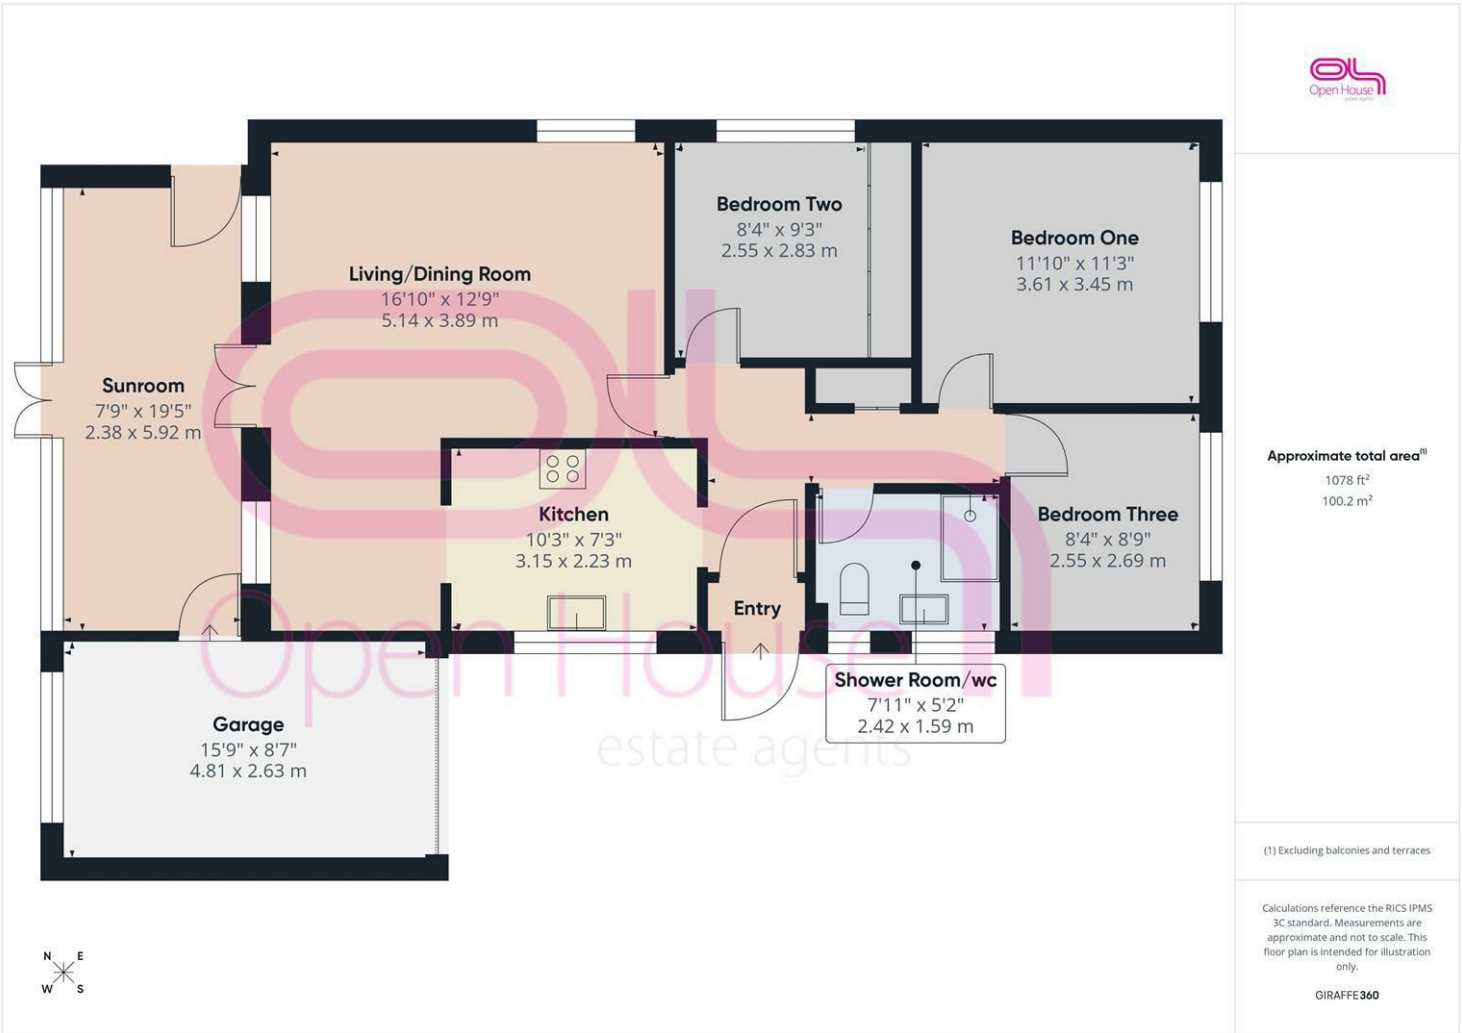 Open House
estate agents
Living/Dining Room
16'10" x 12'9"
5.14 x 3.89 m
Bedroom Two
8'4" x 9'3"
2.55 x 2.83 m
Bedroom One
11'10" x 11'3"
3.61 x 3.45 m
Sunroom
7'9" x 19'5"
2.38 x 5.92 m
Kitchen
10'3" x 7'3"
3.15 x 2.23 m
Bedroom Three
8'4" x 8'9"
2.55 x 2.69 m
Entry
Shower Room/wc
7'11" x 5'2"
2.42 x 1.59 m
Garage
15'9" x 8'7"
4.81 x 2.63 m
Open House
estate agents
N E
W S
Approximate total area(1)
1078 ft²
100.2 m²
(1) Excluding balconies and terraces
Calculations reference the RICS IPMS
3C standard. Measurements are
approximate and not to scale. This
floor plan is intended for illustration
only.
GIRAFFE360